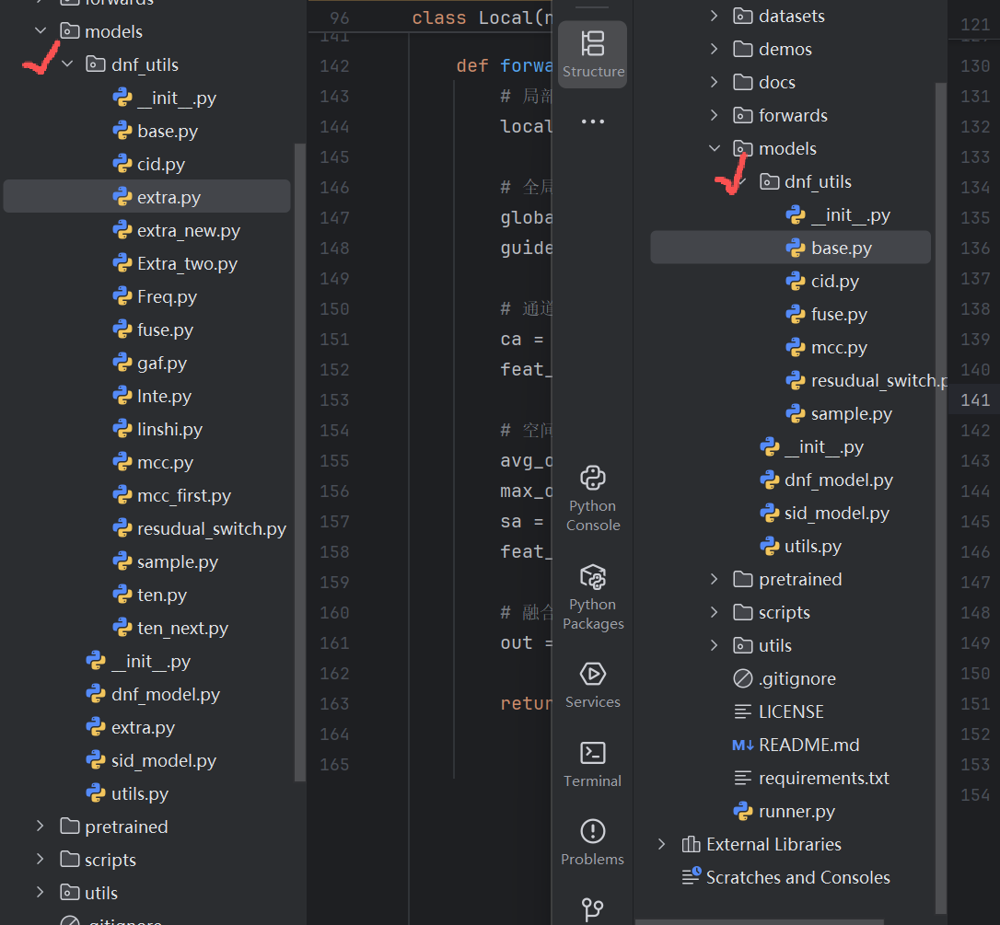 forwards
models
dnf_utils
__init__.py
base.py
cid.py
extra.py
extra_new.py
Extra_two.py
Freq.py
fuse.py
gaf.py
Inte.py
linshi.py
mcc.py
mcc_first.py
resudual_switch.py
sample.py
ten.py
ten_next.py
__init__.py
dnf_model.py
extra.py
sid_model.py
utils.py
pretrained
scripts
utils
.gitignore
96 class Local(n
141
142 def forwa
143 # 局部
144 local
145
146 # 全局
147 globa
148 guide
149
150 # 通道
151 ca =
152 feat_
153
154 # 空间
155 avg_o
156 max_o
157 sa =
158 feat_
159
160 # 融合
161 out =
162
163 retur
164
165
Structure
Python
Console
Python
Packages
Services
Terminal
Problems
datasets
demos
docs
forwards
models
dnf_utils
__init__.py
base.py
cid.py
fuse.py
mcc.py
resudual_switch.p
sample.py
__init__.py
dnf_model.py
sid_model.py
utils.py
pretrained
scripts
utils
.gitignore
LICENSE
M↓ README.md
requirements.txt
runner.py
External Libraries
Scratches and Consoles
121
130
131
132
133
134
135
136
137
138
139
140
141
142
143
144
145
146
147
148
149
150
151
152
153
154